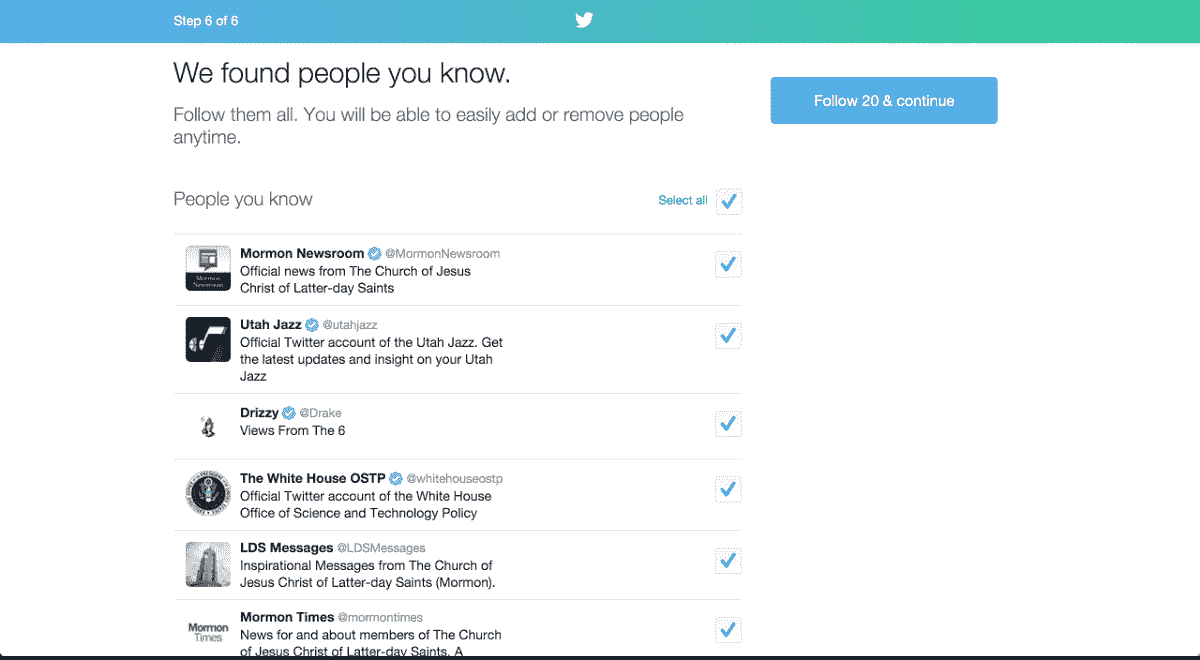 Step 6 of 6
We found people you know.
Follow them all. You will be able to easily add or remove people
anytime.
Follow 20 & continue
People you know
Select all
Mormon Newsroom @MormonNewsroom
Official news from The Church of Jesus
Christ of Latter-day Saints
Mormon
Newsroom
Utah Jazz @utahjazz
Official Twitter account of the Utah Jazz. Get
the latest updates and insight on your Utah
Jazz
Drizzy @Drake
Views From The 6
The White House OSTP @whitehouseostp
Official Twitter account of the White House
Office of Science and Technology Policy
LDS Messages @LDSMessages
Inspirational Messages from The Church of
Jesus Christ of Latter-day Saints (Mormon).
Mormon
Times
Mormon Times @mormontimes
News for and about members of The Church
of Jesus Christ of Latter-day Saints. A